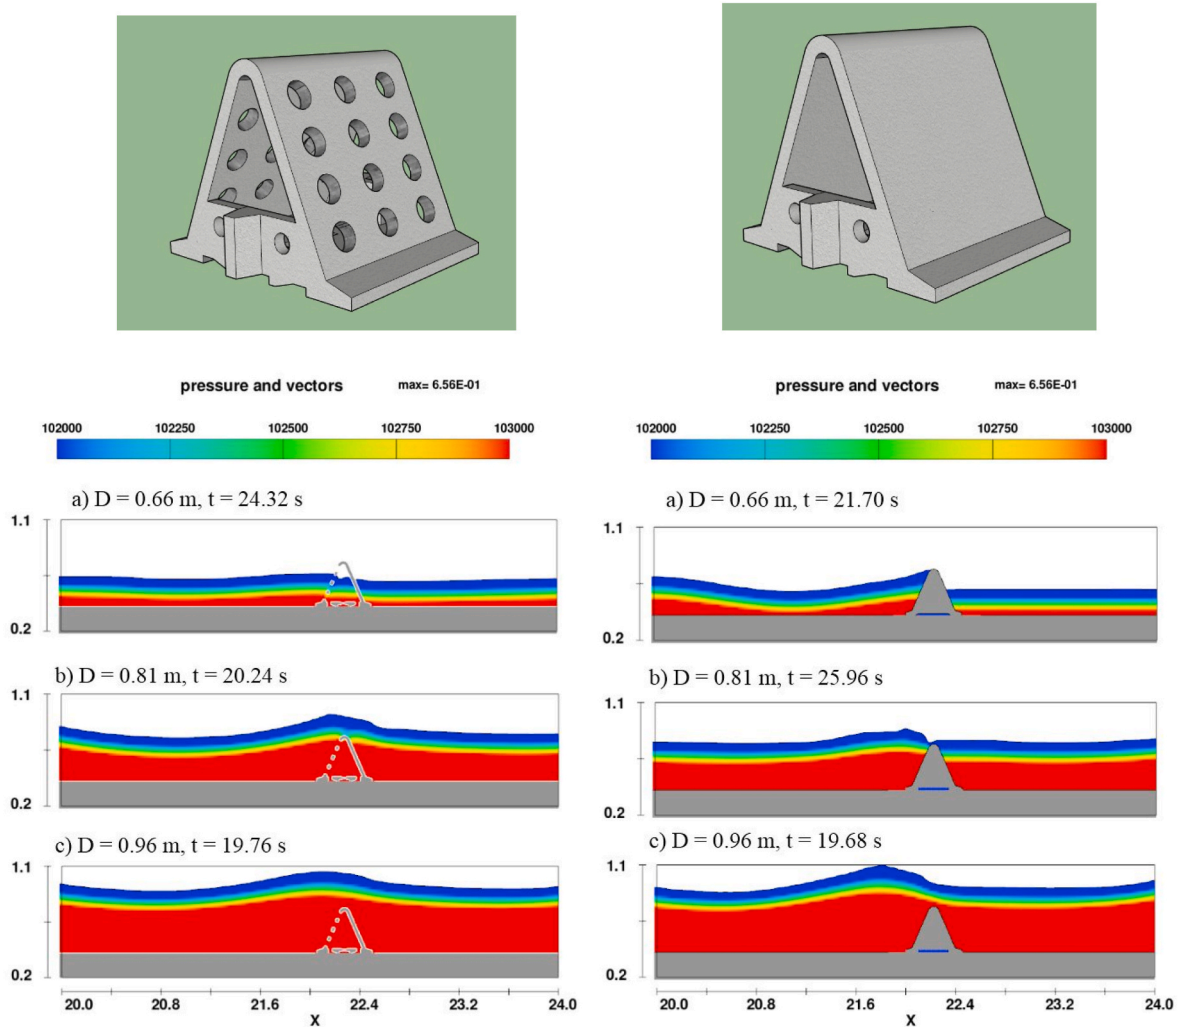 pressure and vectors max= 6.56E-01
102000 102250 102500 102750 103000
a) D = 0.66 m, t = 24.32 s
1.1
0.2
b) D = 0.81 m, t = 20.24 s
1.1
0.2
c) D = 0.96 m, t = 19.76 s
1.1
0.2
20.0 20.8 21.6 22.4 23.2 24.0
X
pressure and vectors max= 6.56E-01
102000 102250 102500 102750 103000
a) D = 0.66 m, t = 21.70 s
1.1
0.2
b) D = 0.81 m, t = 25.96 s
1.1
0.2
c) D = 0.96 m, t = 19.68 s
1.1
0.2
20.0 20.8 21.6 22.4 23.2 24.0
X